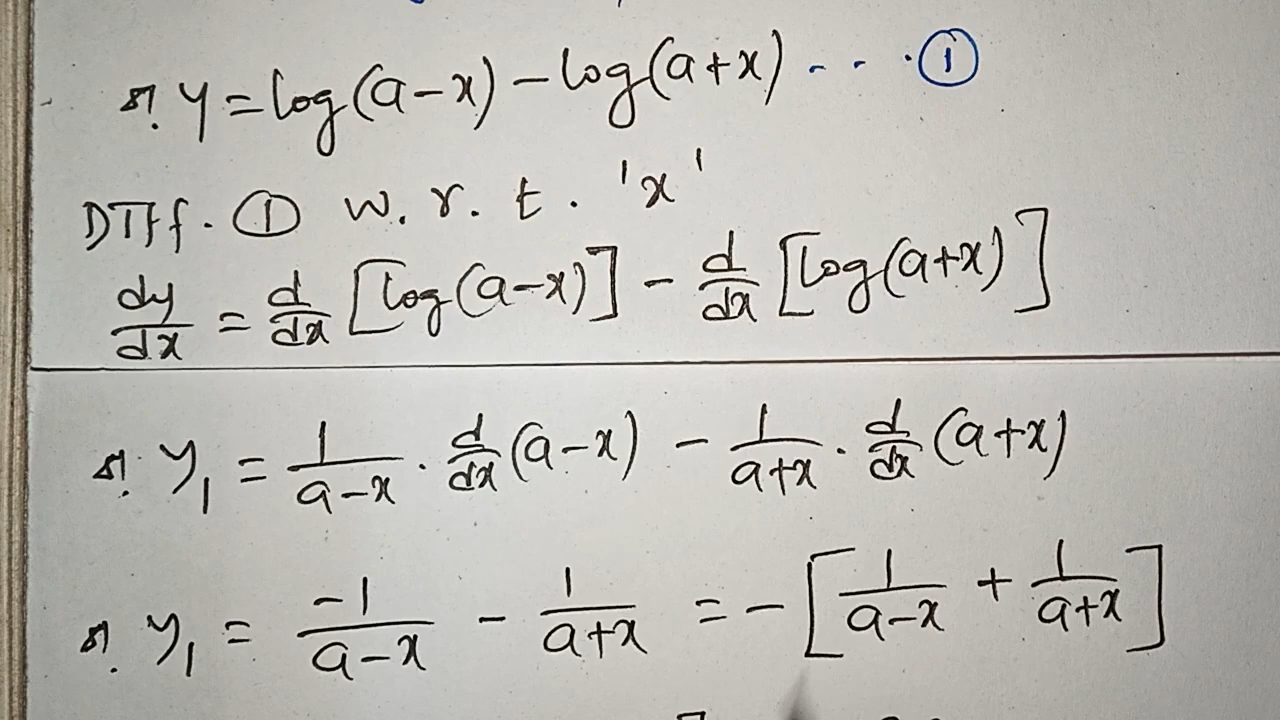 ग. y = log(a-x) - log(a+x) - - - ①
Diff. ① w.r.t. 'x'
dy/dx = d/dx [log(a-x)] - d/dx [log(a+x)]
ग. y₁ = 1/(a-x) . d/dx (a-x) - 1/(a+x) . d/dx (a+x)
ग. y₁ = -1/(a-x) - 1/(a+x) = -[1/(a-x) + 1/(a+x)]